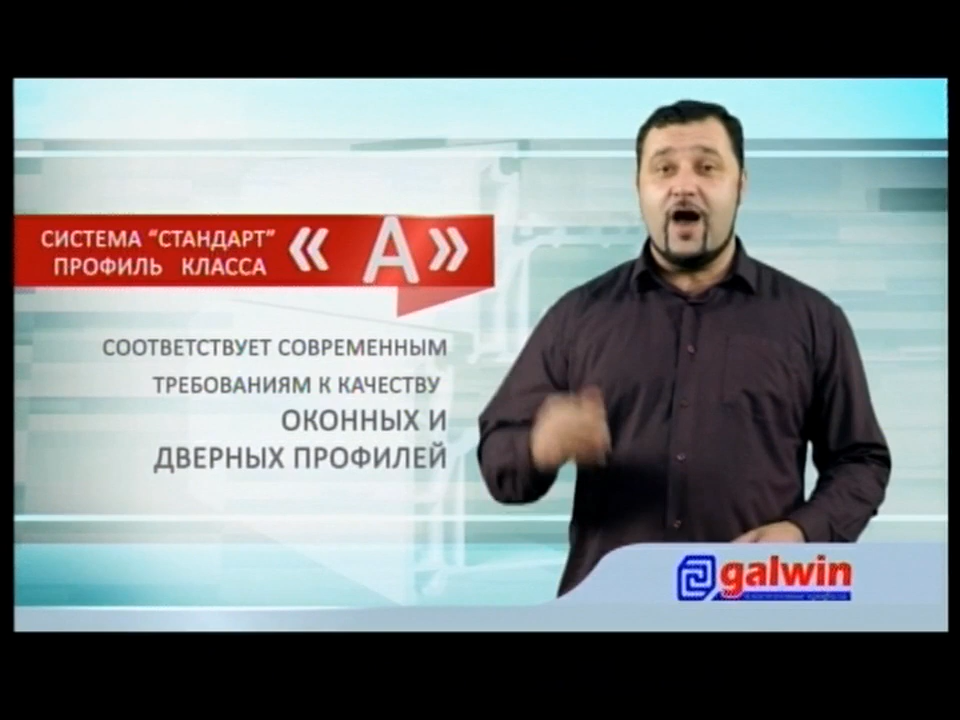 СИСТЕМА "СТАНДАРТ"
ПРОФИЛЬ КЛАССА
« А»
СООТВЕТСТВУЕТ СОВРЕМЕННЫМ
ТРЕБОВАНИЯМ К КАЧЕСТВУ
ОКОННЫХ И
ДВЕРНЫХ ПРОФИЛЕЙ
galwin